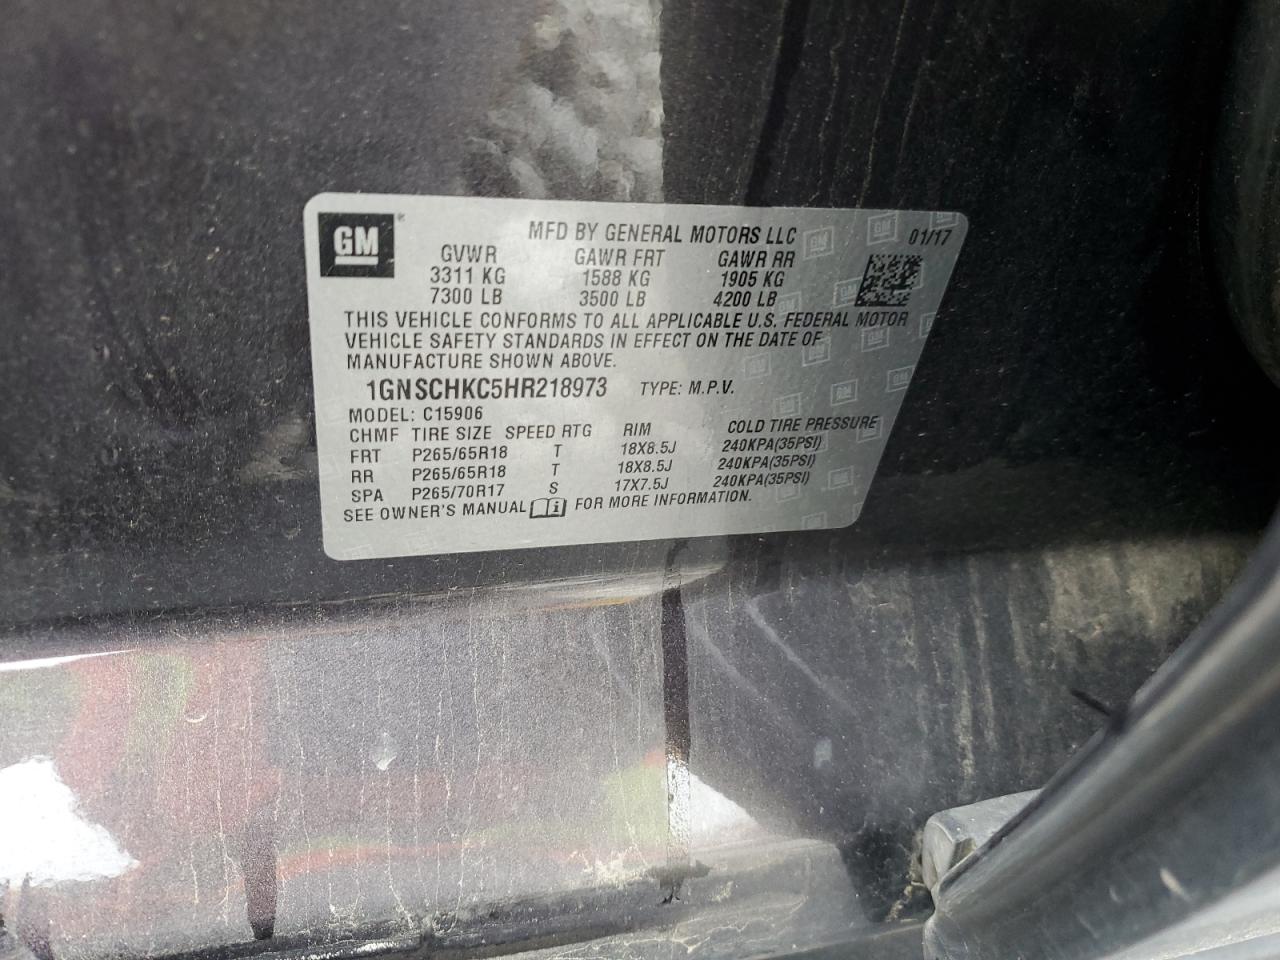 GM
MFD BY GENERAL MOTORS LLC 01/17
GVWR GAWR FRT GAWR RR
3311 KG 1588 KG 1905 KG
7300 LB 3500 LB 4200 LB
THIS VEHICLE CONFORMS TO ALL APPLICABLE U.S. FEDERAL MOTOR
VEHICLE SAFETY STANDARDS IN EFFECT ON THE DATE OF
MANUFACTURE SHOWN ABOVE.
1GNSCHKC5HR218973 TYPE: M.P.V.
MODEL: C15906
CHMF TIRE SIZE SPEED RTG RIM COLD TIRE PRESSURE
FRT P265/65R18 T 18X8.5J 240KPA(35PSI)
RR P265/65R18 T 18X8.5J 240KPA(35PSI)
SPA P265/70R17 S 17X7.5J 240KPA(35PSI)
SEE OWNER'S MANUAL i FOR MORE INFORMATION.